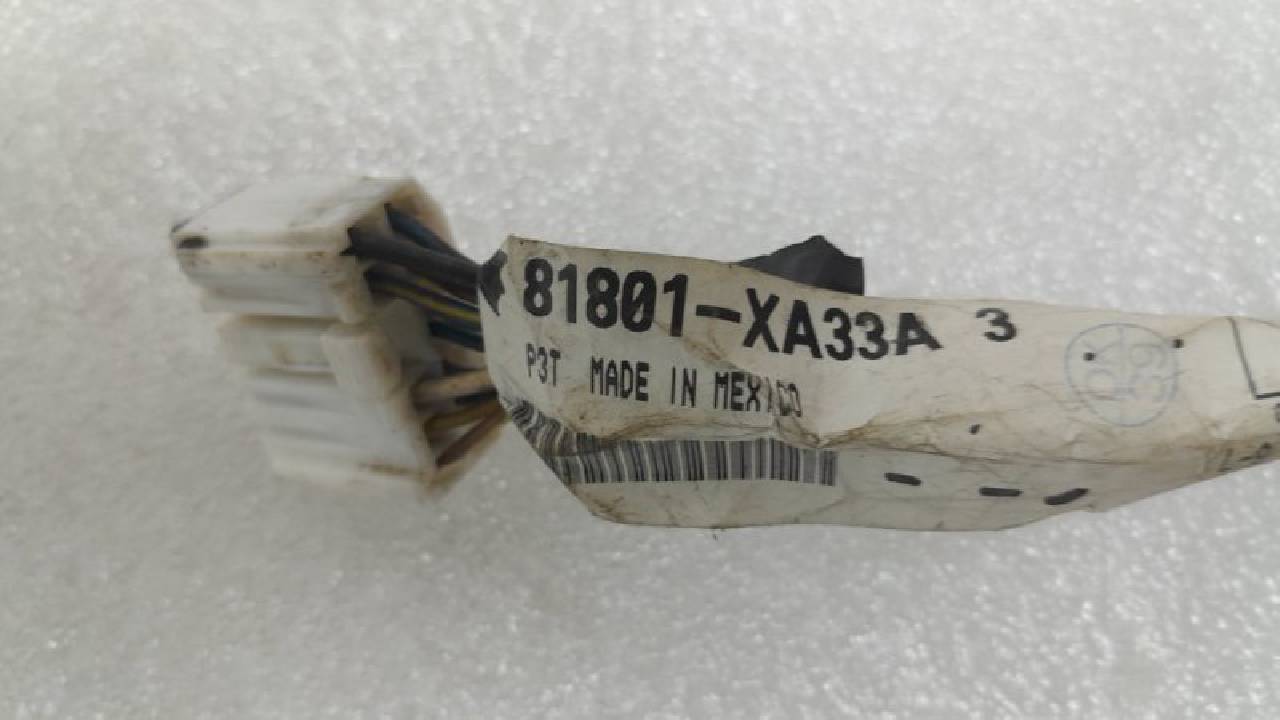 81801-XA33A 3
P3T MADE IN MEXICO